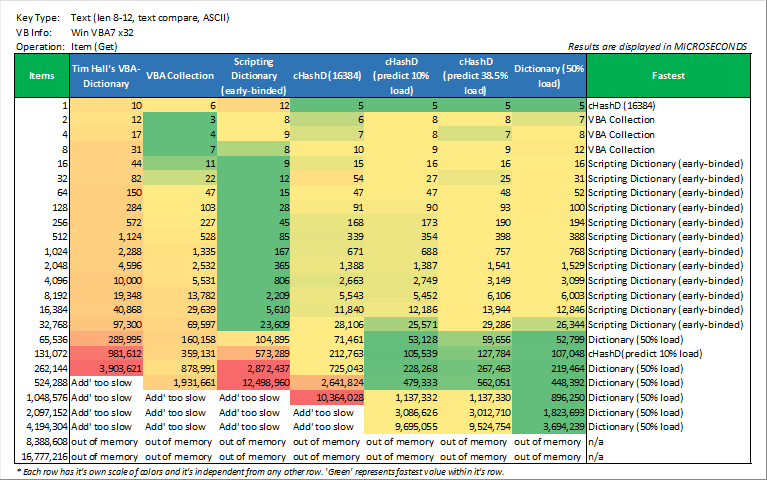 Key Type: Text (len 8-12, text compare, ASCII)
VB Info: Win VBA7 x32
Operation: Item (Get)
Results are displayed in MICROSECONDS
Items Tim Hall's VBA-Dictionary VBA Collection Scripting Dictionary (early-binded) cHashD (16384) cHashD (predict 10% load) cHashD (predict 38.5% load) Dictionary (50% load) Fastest
1 10 6 12 5 5 5 5 cHashD (16384)
2 12 3 8 6 8 8 7 VBA Collection
4 17 4 9 7 8 7 8 VBA Collection
8 31 7 8 10 9 9 12 VBA Collection
16 44 11 9 15 16 16 16 Scripting Dictionary (early-binded)
32 82 22 12 54 27 25 31 Scripting Dictionary (early-binded)
64 150 47 15 47 47 48 52 Scripting Dictionary (early-binded)
128 284 103 28 91 90 93 100 Scripting Dictionary (early-binded)
256 572 227 45 168 173 190 194 Scripting Dictionary (early-binded)
512 1,124 528 85 339 354 398 388 Scripting Dictionary (early-binded)
1,024 2,288 1,335 167 671 688 757 768 Scripting Dictionary (early-binded)
2,048 4,596 2,532 365 1,388 1,387 1,541 1,529 Scripting Dictionary (early-binded)
4,096 10,000 5,531 806 2,663 2,749 3,149 3,099 Scripting Dictionary (early-binded)
8,192 19,348 13,782 2,209 5,543 5,452 6,106 6,003 Scripting Dictionary (early-binded)
16,384 40,868 29,639 5,610 11,840 12,186 13,944 12,846 Scripting Dictionary (early-binded)
32,768 97,300 69,597 23,609 28,106 25,571 29,286 26,344 Scripting Dictionary (early-binded)
65,536 289,995 160,158 104,895 71,461 53,128 59,656 52,799 Dictionary (50% load)
131,072 981,612 359,131 573,289 212,763 105,539 127,784 107,048 cHashD(predict 10% load)
262,144 3,903,621 878,991 2,872,437 725,043 228,268 267,943 219,464 Dictionary (50% load)
524,288 Add' too slow 1,931,661 12,498,960 2,641,824 479,333 562,051 448,392 Dictionary (50% load)
1,048,576 Add' too slow Add' too slow Add' too slow 10,364,028 1,137,332 1,137,330 896,250 Dictionary (50% load)
2,097,152 Add' too slow Add' too slow Add' too slow Add' too slow 3,086,626 3,012,710 1,823,693 Dictionary (50% load)
4,194,304 Add' too slow Add' too slow Add' too slow Add' too slow 9,695,055 9,524,754 3,694,239 Dictionary (50% load)
8,388,608 out of memory out of memory out of memory out of memory out of memory out of memory out of memory n/a
16,777,216 out of memory out of memory out of memory out of memory out of memory out of memory out of memory n/a
* Each row has it's own scale of colors and it's independent from any other row. 'Green' represents fastest value within it's row.